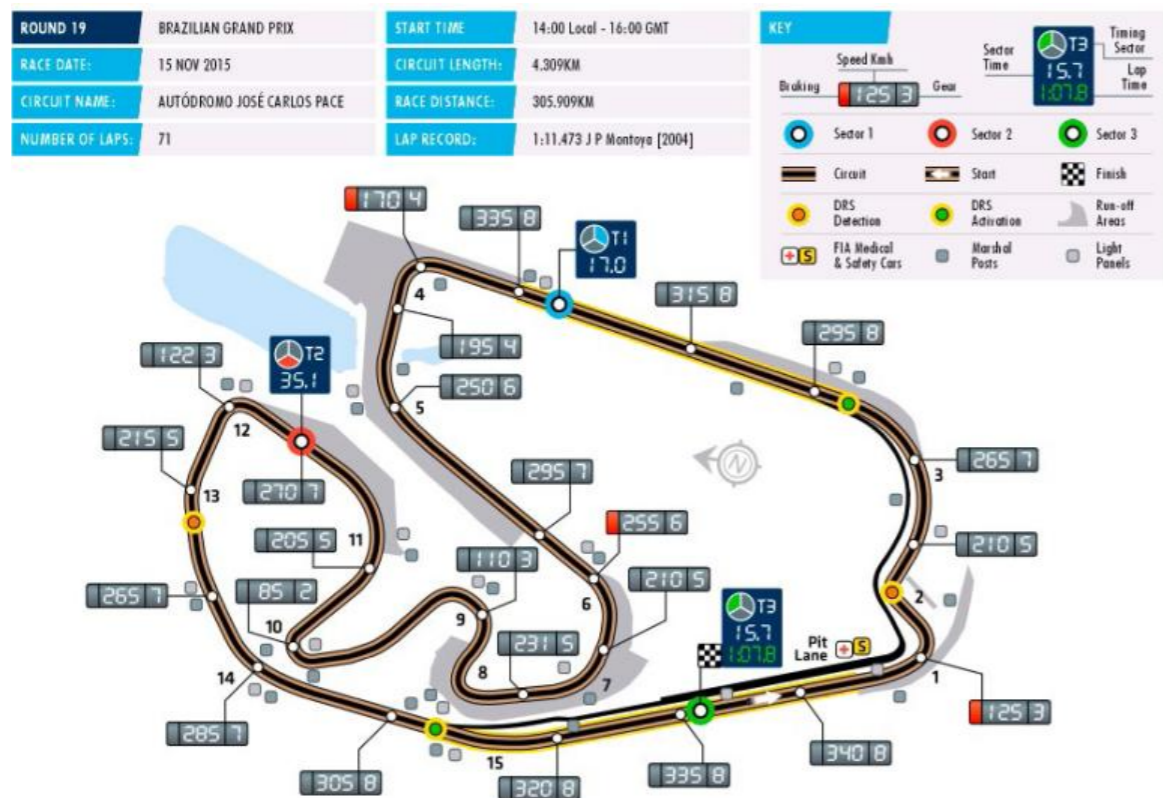 ROUND 19 BRAZILIAN GRAND PRIX
RACE DATE: 15 NOV 2015
CIRCUIT NAME: AUTÓDROMO JOSÉ CARLOS PACE
NUMBER OF LAPS: 71
START TIME 14:00 Local - 16:00 GMT
CIRCUIT LENGTH: 4.309KM
RACE DISTANCE: 305.909KM
LAP RECORD: 1:11.473 J P Montoya [2004]
KEY
Speed Kmh
Braking 125 3 Gear
Sector Time
T3
15.7
1:07.8
Timing Sector
Lap Time
Sector 1
Sector 2
Sector 3
Circuit
Start
Finish
DRS Detection
DRS Activation
Run-off Areas
+ S FIA Medical & Safety Cars
Marshal Posts
Light Panels
170 4
335 8
T1
17.0
4
315 8
295 8
195 4
T2
35.1
122 3
250 6
5
12
215 5
N
3
265 7
13
270 7
295 7
255 6
11
205 5
110 3
210 5
210 5
265 7
85 2
9
6
2
T3
15.7
1:07.8
10
231 5
Pit Lane + S
8
7
1
14
125 3
285 7
15
340 8
305 8
320 8
335 8